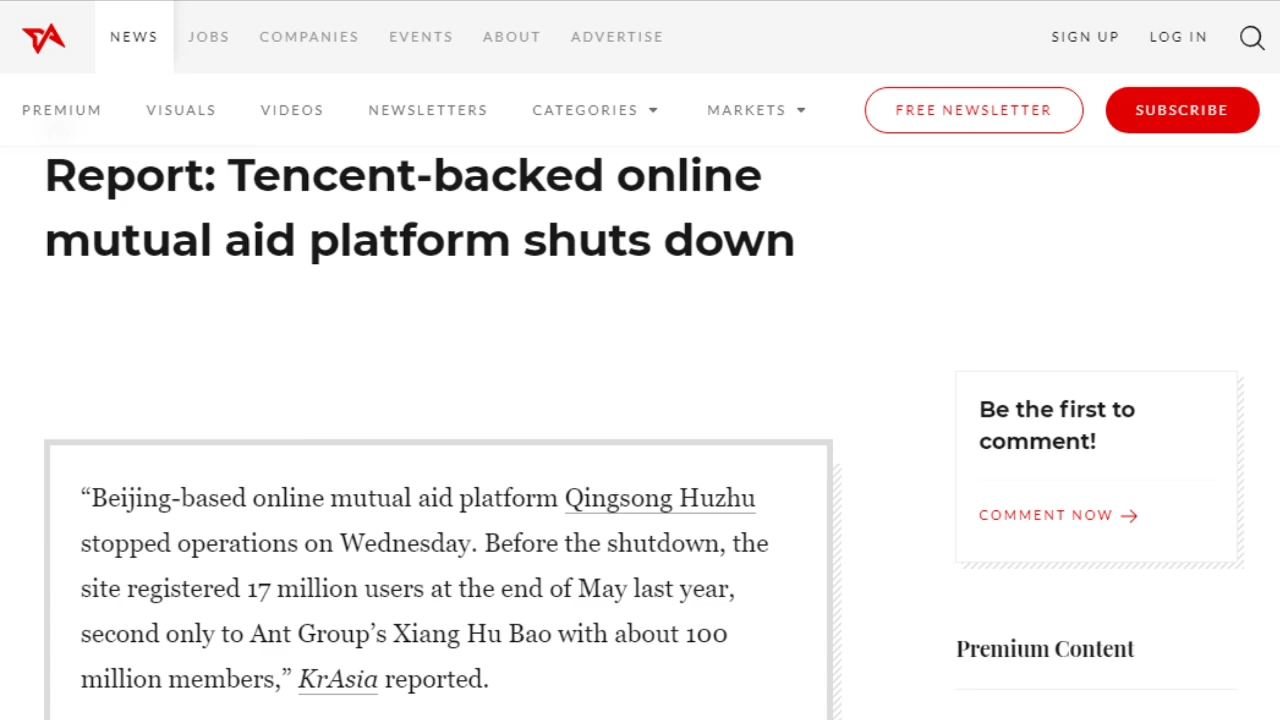 NEWS JOBS COMPANIES EVENTS ABOUT ADVERTISE SIGN UP LOG IN
PREMIUM VISUALS VIDEOS NEWSLETTERS CATEGORIES MARKETS FREE NEWSLETTER SUBSCRIBE
Report: Tencent-backed online
mutual aid platform shuts down
“Beijing-based online mutual aid platform Qingsong Huzhu
stopped operations on Wednesday. Before the shutdown, the
site registered 17 million users at the end of May last year,
second only to Ant Group’s Xiang Hu Bao with about 100
million members,” KrAsia reported.
Be the first to
comment!
COMMENT NOW
Premium Content